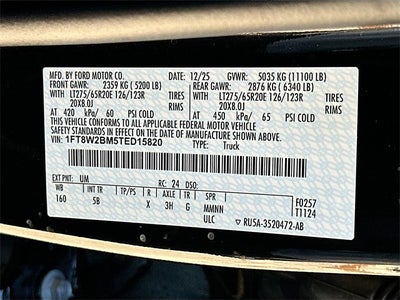 MFD. BY FORD MOTOR CO. 12/25 GVWR: 5035 KG (11100 LB)
FRONT GAWR: 2359 KG ( 5200 LB) REAR GAWR: 2876 KG ( 6340 LB)
WITH LT275/65R20E 126/123R TIRES WITH LT275/65R20E 126/123R TIRES
20X8.0J RIMS 20X8.0J RIMS
AT 420 kPa/ 60 PSI COLD AT 450 kPa/ 65 PSI COLD
THIS VEHICLE CONFORMS TO ALL APPLICABLE FEDERAL MOTOR
VEHICLE SAFETY STANDARDS IN EFFECT ON THE DATE OF MANUFACTURE SHOWN ABOVE.
VIN: 1FT8W2BM5TED15820 TYPE: Truck
F0257
T1124
EXT PNT: UM RC: 24 DSO:
WB INT TR TP/PS R AXLE TR SPR
160 5B X 3H G MMNNN
ULC RU5A-3520472-AB